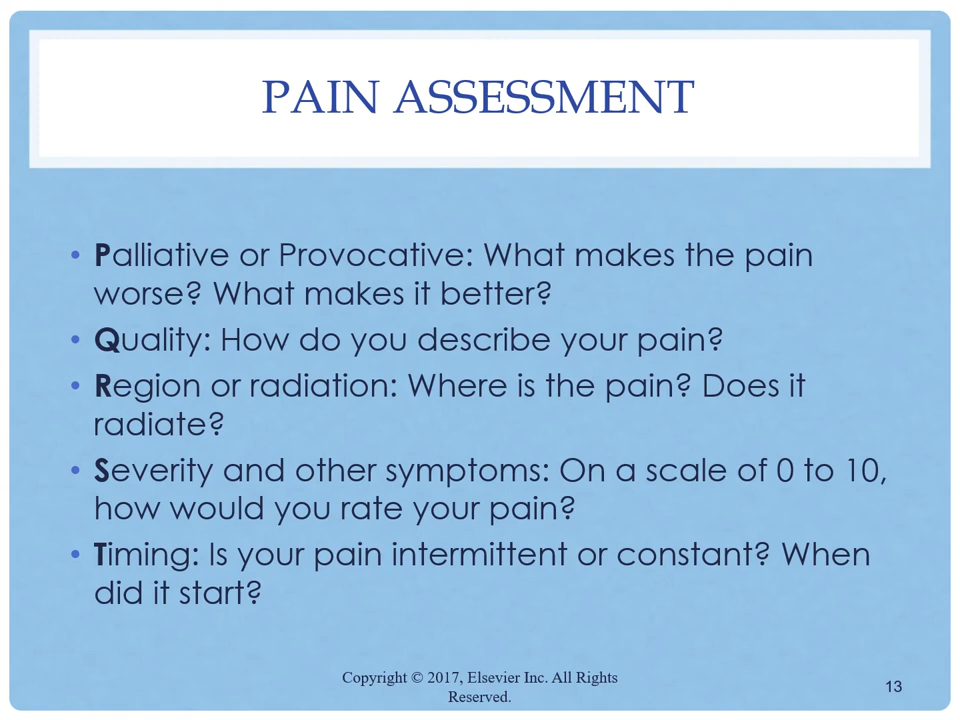 PAIN ASSESSMENT
• Palliative or Provocative: What makes the pain
worse? What makes it better?
• Quality: How do you describe your pain?
• Region or radiation: Where is the pain? Does it
radiate?
• Severity and other symptoms: On a scale of 0 to 10,
how would you rate your pain?
• Timing: Is your pain intermittent or constant? When
did it start?
Copyright © 2017, Elsevier Inc. All Rights
Reserved.
13